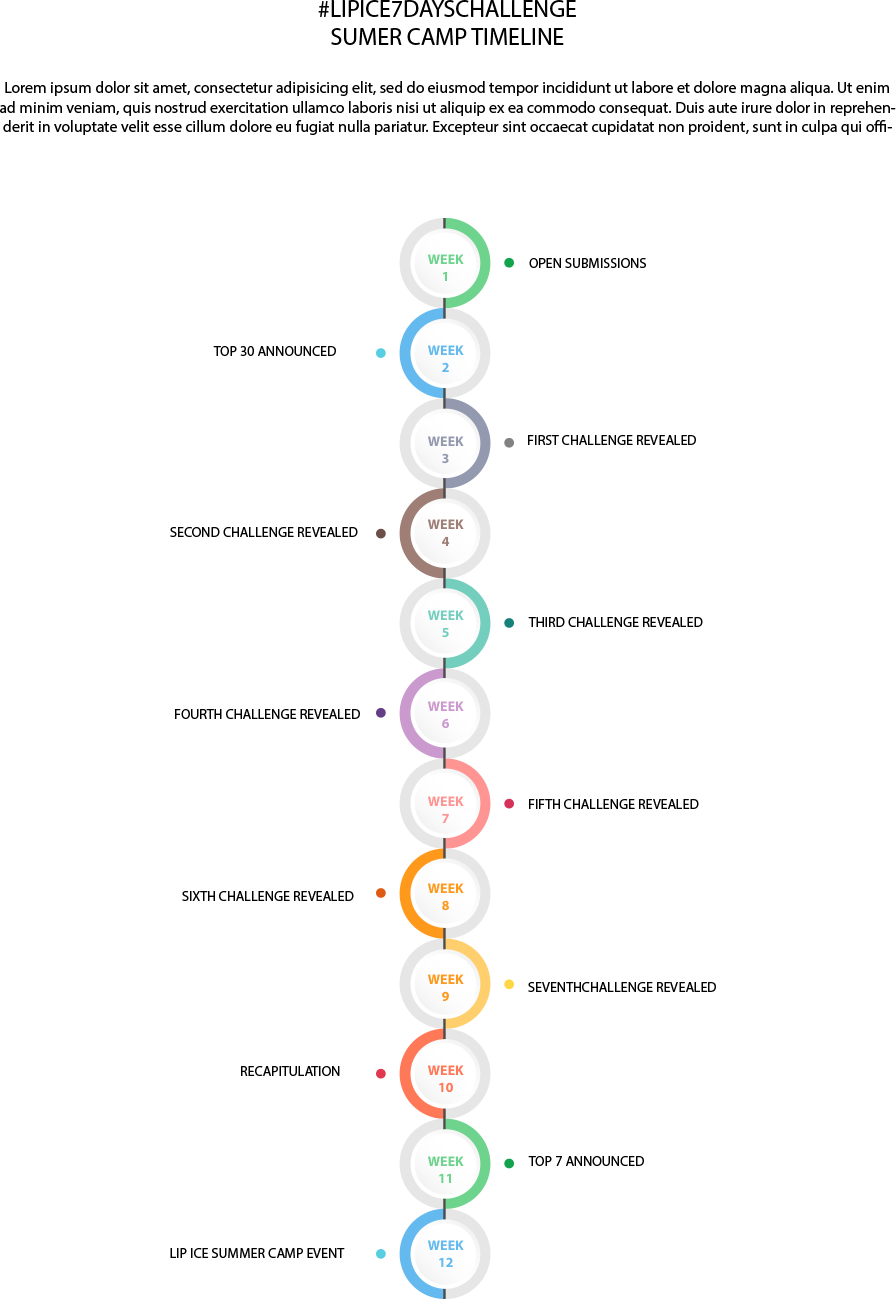 #LIPICE7DAYSCHALLENGE
SUMER CAMP TIMELINE
Lorem ipsum dolor sit amet, consectetur adipisicing elit, sed do eiusmod tempor incididunt ut labore et dolore magna aliqua. Ut enim
ad minim veniam, quis nostrud exercitation ullamco laboris nisi ut aliquip ex ea commodo consequat. Duis aute irure dolor in reprehen-
derit in voluptate velit esse cillum dolore eu fugiat nulla pariatur. Excepteur sint occaecat cupidatat non proident, sunt in culpa qui offi-
WEEK
1
OPEN SUBMISSIONS
TOP 30 ANNOUNCED
WEEK
2
WEEK
3
FIRST CHALLENGE REVEALED
SECOND CHALLENGE REVEALED
WEEK
4
WEEK
5
THIRD CHALLENGE REVEALED
FOURTH CHALLENGE REVEALED
WEEK
6
WEEK
7
FIFTH CHALLENGE REVEALED
SIXTH CHALLENGE REVEALED
WEEK
8
WEEK
9
SEVENTHCHALLENGE REVEALED
RECAPITULATION
WEEK
10
WEEK
11
TOP 7 ANNOUNCED
LIP ICE SUMMER CAMP EVENT
WEEK
12